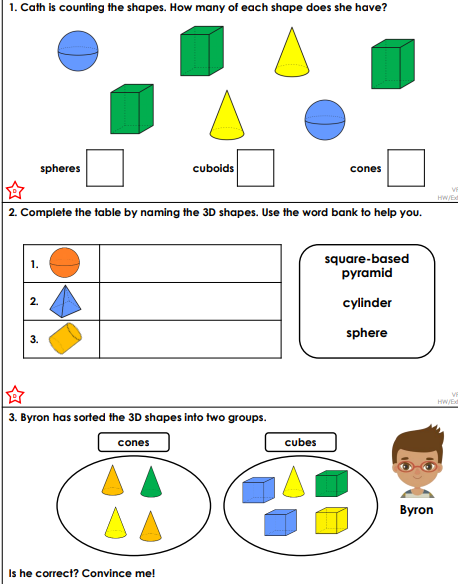 1. Cath is counting the shapes. How many of each shape does she have?
spheres
cuboids
cones
D
2. Complete the table by naming the 3D shapes. Use the word bank to help you.
1.
2.
3.
square-based
pyramid
cylinder
sphere
3. Byron has sorted the 3D shapes into two groups.
cones
cubes
Byron
Is he correct? Convince me!